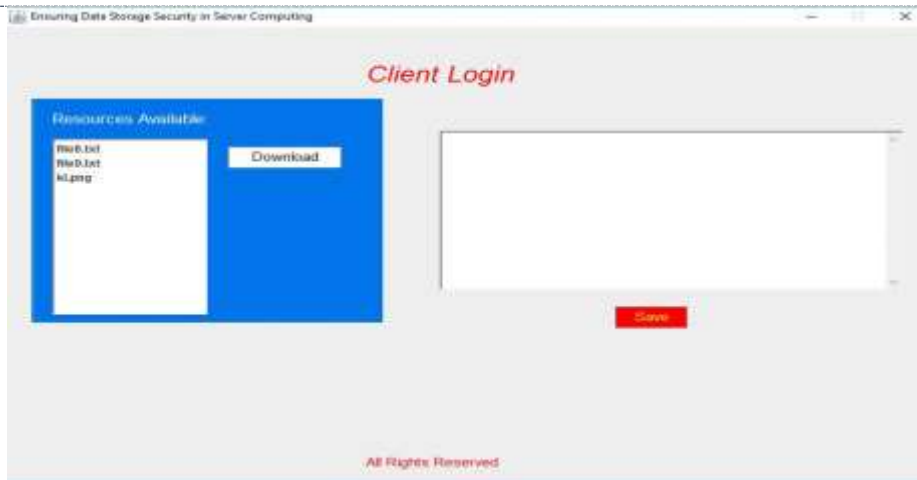 Ensuring Data Storage Security in Server Computing
Client Login
Resources Available
Download
Save
All Rights Reserved